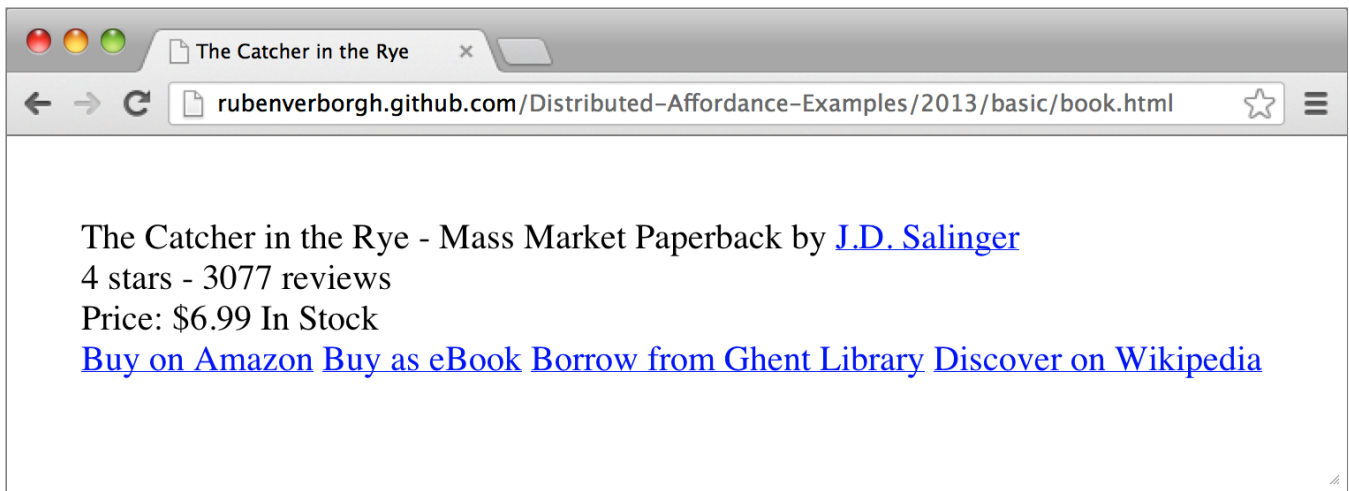 The Catcher in the Rye
rubenverborgh.github.com/Distributed-Affordance-Examples/2013/basic/book.html
The Catcher in the Rye - Mass Market Paperback by J.D. Salinger
4 stars - 3077 reviews
Price: $6.99 In Stock
Buy on Amazon Buy as eBook Borrow from Ghent Library Discover on Wikipedia